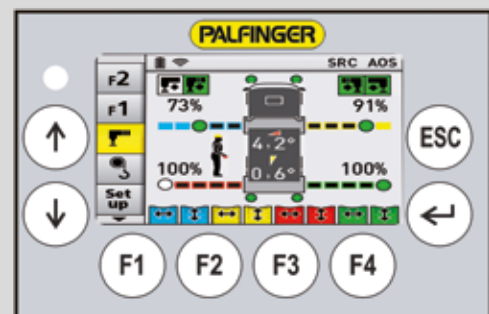 PALFINGER
SRC AOS
F2
F1
73%
91%
4,2°
100%
0,6°
100%
Set
up
ESC
F1
F2
F3
F4